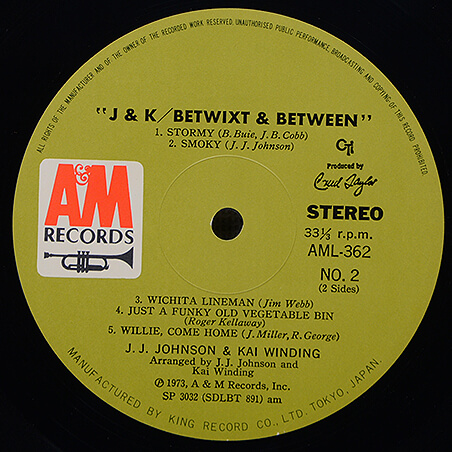 ALL RIGHTS OF THE MANUFACTURER AND OF THE OWNER OF THE RECORDED WORK RESERVED. UNAUTHORISED PUBLIC PERFORMANCE, BROADCASTING AND COPYING OF THIS RECORD PROHIBITED.
"J & K/BETWIXT & BETWEEN"
1. STORMY (B. Buie, J. B. Cobb)
2. SMOKY (J. J. Johnson)
CTi
Produced by
Creed Taylor
A&M
RECORDS
STEREO
33⅓ r.p.m.
AML-362
NO. 2
(2 Sides)
3. WICHITA LINEMAN (Jim Webb)
4. JUST A FUNKY OLD VEGETABLE BIN
(Roger Kellaway)
5. WILLIE, COME HOME (J. Miller, R. George)
J. J. JOHNSON & KAI WINDING
Arranged by J. J. Johnson and
Kai Winding
Ⓟ1973, A & M Records, Inc.
SP 3032 (SDLBT 891) am
MANUFACTURED BY KING RECORD CO., LTD. TOKYO, JAPAN.